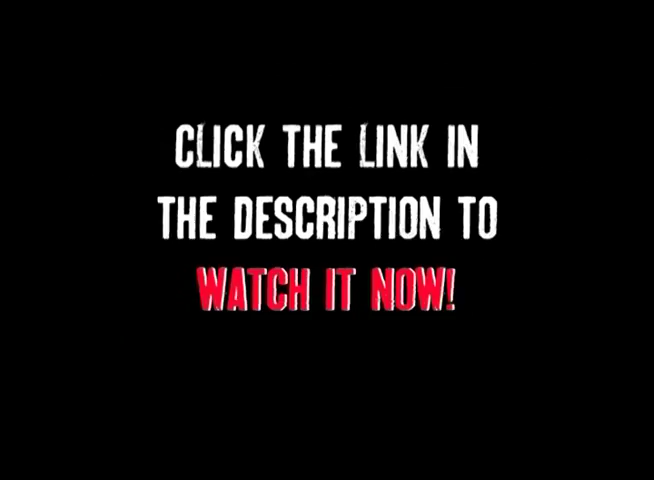 CLICK THE LINK IN
THE DESCRIPTION TO
WATCH IT NOW!